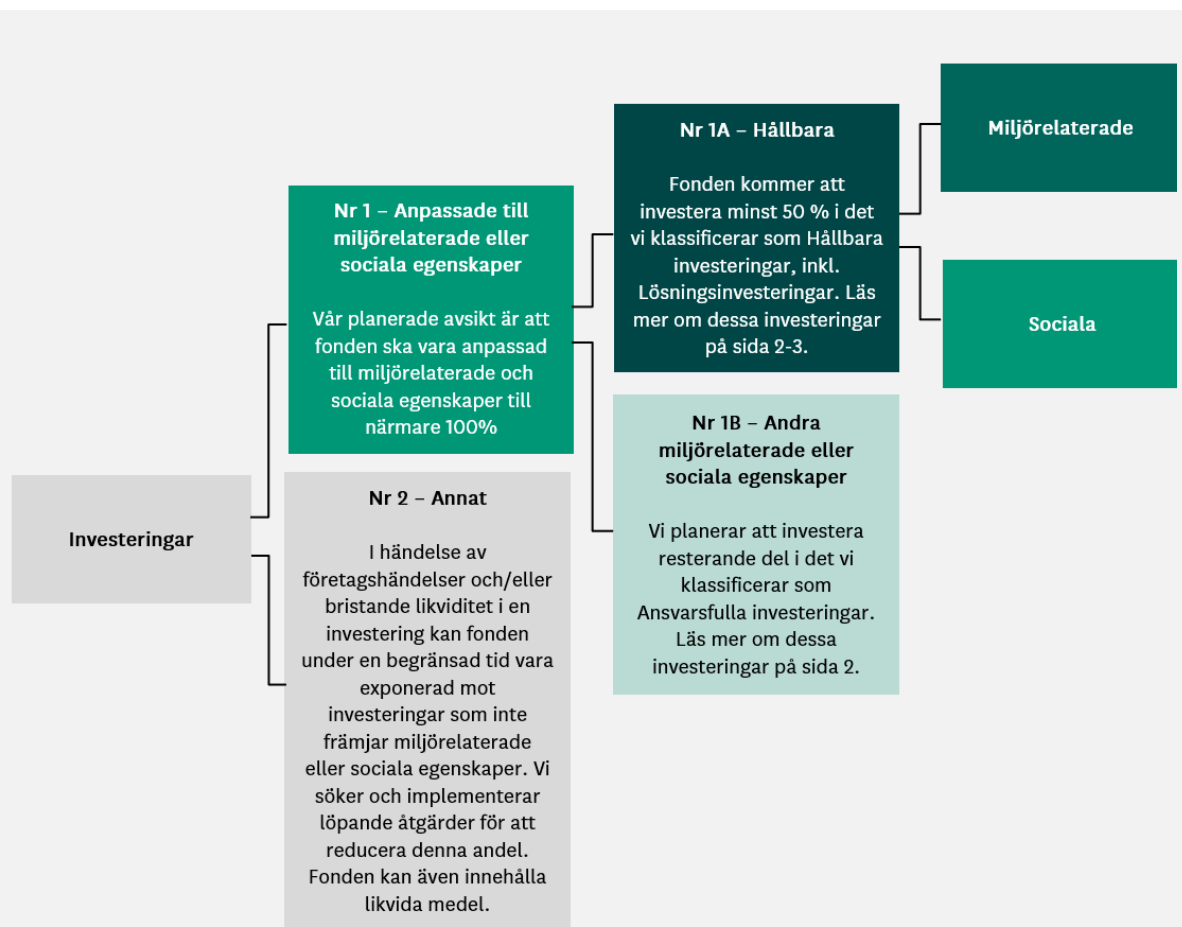 Investeringar
Nr 1 – Anpassade till
miljörelaterade eller
sociala egenskaper
Vår planerade avsikt är att
fonden ska vara anpassad
till miljörelaterade och
sociala egenskaper till
närmare 100%
Nr 2 – Annat
I händelse av
företagshändelser och/eller
bristande likviditet i en
investering kan fonden
under en begränsad tid vara
exponerad mot
investeringar som inte
främjar miljörelaterade
eller sociala egenskaper. Vi
söker och implementerar
löpande åtgärder för att
reducera denna andel.
Fonden kan även innehålla
likvida medel.
Nr 1A – Hållbara
Fonden kommer att
investera minst 50 % i det
vi klassificerar som Hållbara
investeringar, inkl.
Lösningsinvesteringar. Läs
mer om dessa investeringar
på sida 2-3.
Nr 1B – Andra
miljörelaterade eller
sociala egenskaper
Vi planerar att investera
resterande del i det vi
klassificerar som
Ansvarsfulla investeringar.
Läs mer om dessa
investeringar på sida 2.
Miljörelaterade
Sociala